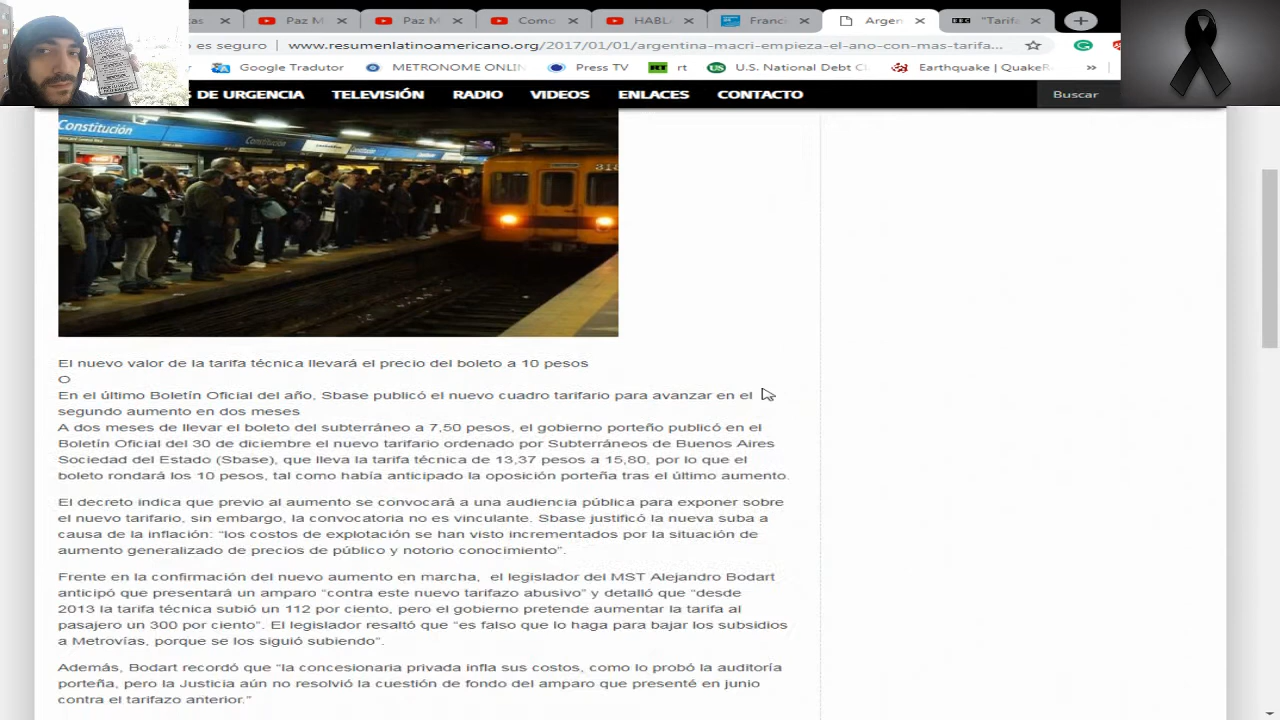 Paz M
Paz M
Como
HABL
Franci
Argen
BBC "Tarifa
es seguro | www.resumenlatinoamericano.org/2017/01/01/argentina-macri-empieza-el-ano-con-mas-tarifa...
Google Tradutor METRONOME ONLIN Press TV RT rt US U.S. National Debt Cl Earthquake | QuakeR »
DE URGENCIA TELEVISIÓN RADIO VIDEOS ENLACES CONTACTO Buscar
Constitución Constitución
318
El nuevo valor de la tarifa técnica llevará el precio del boleto a 10 pesos
O
En el último Boletín Oficial del año, Sbase publicó el nuevo cuadro tarifario para avanzar en el
segundo aumento en dos meses
A dos meses de llevar el boleto del subterráneo a 7,50 pesos, el gobierno porteño publicó en el
Boletín Oficial del 30 de diciembre el nuevo tarifario ordenado por Subterráneos de Buenos Aires
Sociedad del Estado (Sbase), que lleva la tarifa técnica de 13,37 pesos a 15,80, por lo que el
boleto rondará los 10 pesos, tal como había anticipado la oposición porteña tras el último aumento.
El decreto indica que previo al aumento se convocará a una audiencia pública para exponer sobre
el nuevo tarifario, sin embargo, la convocatoria no es vinculante. Sbase justificó la nueva suba a
causa de la inflación: "los costos de explotación se han visto incrementados por la situación de
aumento generalizado de precios de público y notorio conocimiento".
Frente en la confirmación del nuevo aumento en marcha, el legislador del MST Alejandro Bodart
anticipó que presentará un amparo "contra este nuevo tarifazo abusivo" y detalló que "desde
2013 la tarifa técnica subió un 112 por ciento, pero el gobierno pretende aumentar la tarifa al
pasajero un 300 por ciento". El legislador resaltó que "es falso que lo haga para bajar los subsidios
a Metrovías, porque se los siguió subiendo".
Además, Bodart recordó que "la concesionaria privada infla sus costos, como lo probó la auditoría
porteña, pero la Justicia aún no resolvió la cuestión de fondo del amparo que presenté en junio
contra el tarifazo anterior."